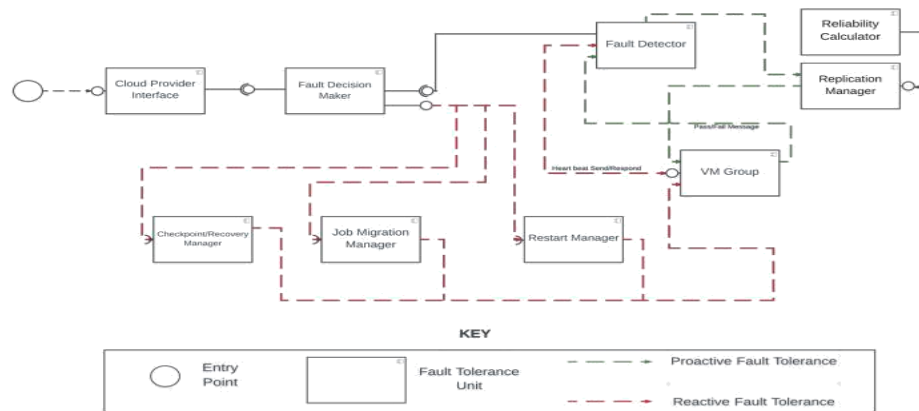 Fault Detector
Reliability
Calculator
Cloud Provider
Interface
Fault Decision
Maker
Replication
Manager
Pass/Fail Message
Heart beat Send/Respond
VM Group
Checkpoint/Recovery
Manager
Job Migration
Manager
Restart Manager
KEY
Entry
Point
Fault Tolerance
Unit
Proactive Fault Tolerance
Reactive Fault Tolerance